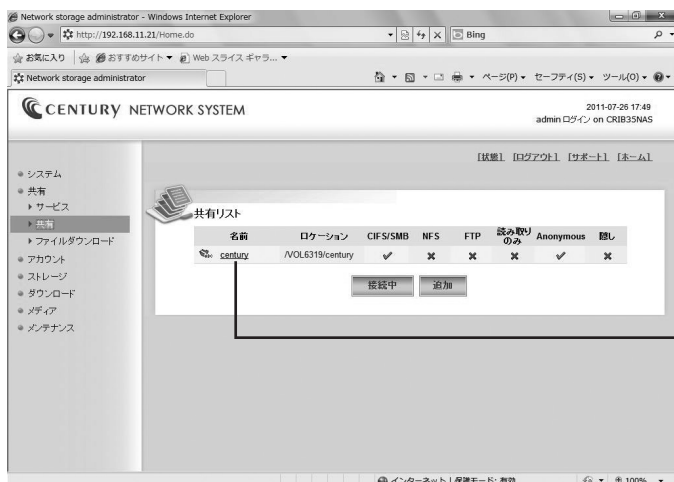 Network storage administrator - Windows Internet Explorer
http://192.168.11.21/Home.do
Bing
お気に入り おすすめサイト Web スライス ギャラ...
Network storage administrator
ページ(P) セーフティ(S) ツール(O)
CENTURY NETWORK SYSTEM
2011-07-26 17:49
admin ログイン on CRIB35NAS
[状態] [ログアウト] [サポート] [ホーム]
システム
共有
サービス
共有
ファイルダウンロード
アカウント
ストレージ
ダウンロード
メディア
メンテナンス
共有リスト
名前 ロケーション CIFS/SMB NFS FTP 読み取りのみ Anonymous 隠し
century /VOL6319/century
接続中 追加
インターネット | 保護モード: 有効 100%